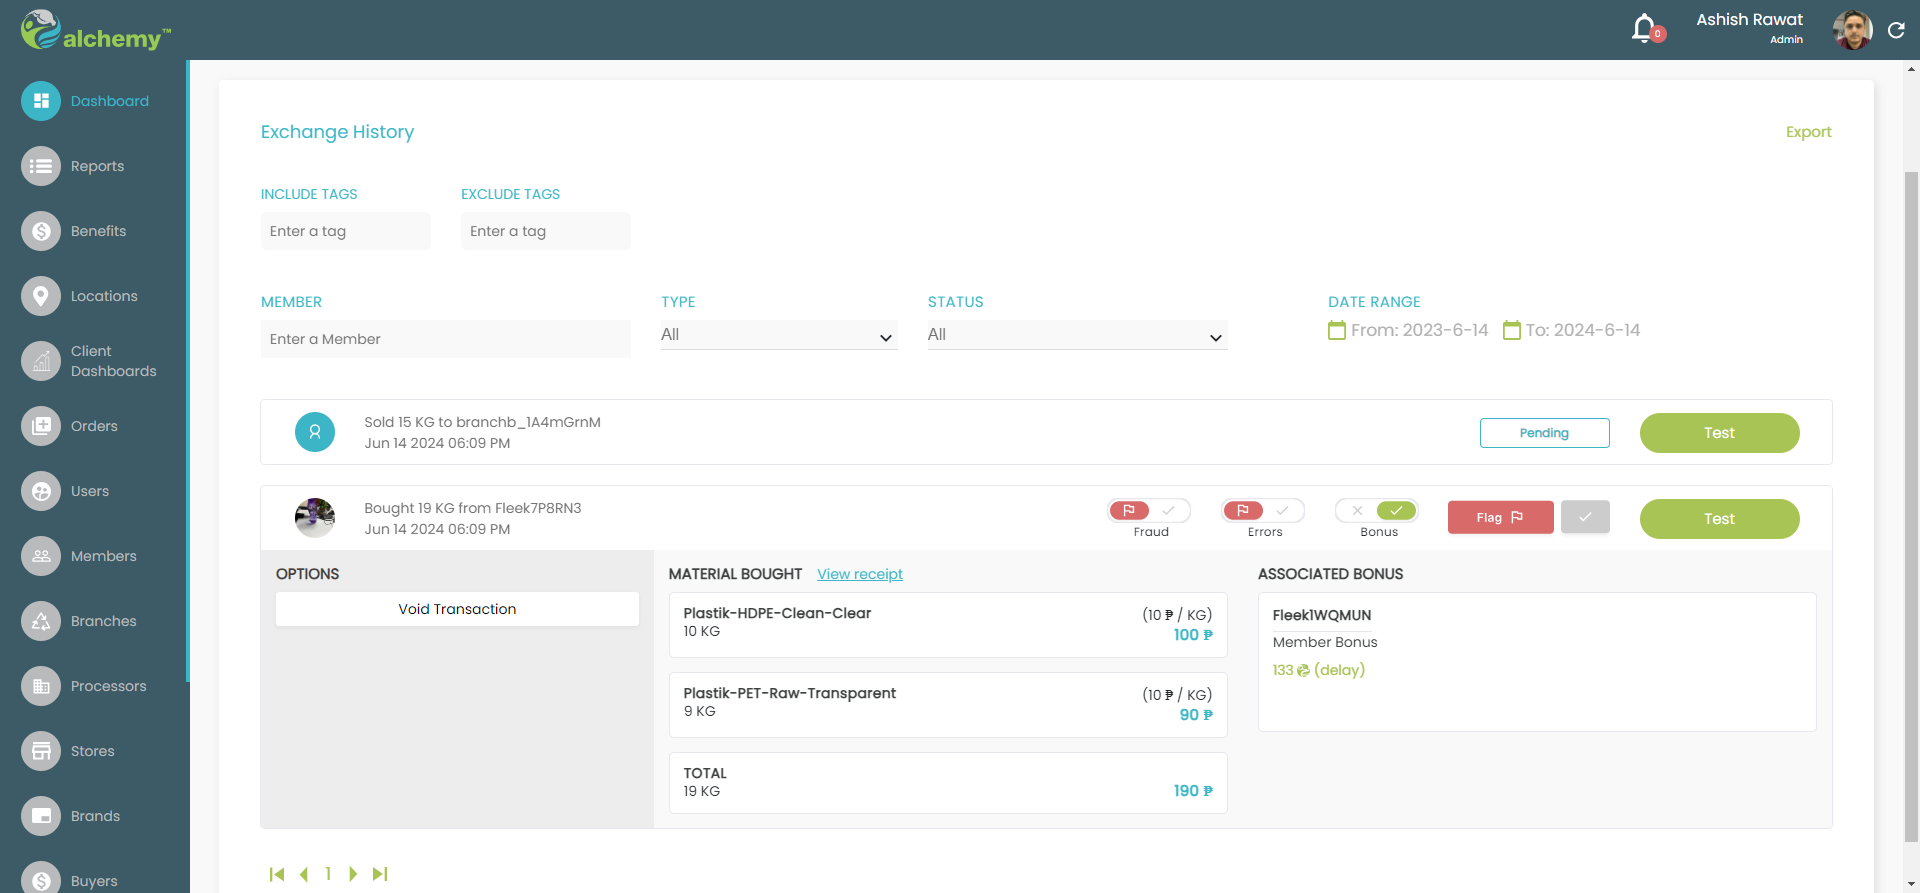 alchemy™
0
Ashish Rawat
Admin
Dashboard
Reports
Benefits
Locations
Client
Dashboards
Orders
Users
Members
Branches
Processors
Stores
Brands
Buyers
Exchange History
Export
INCLUDE TAGS
EXCLUDE TAGS
Enter a tag
Enter a tag
MEMBER
TYPE
STATUS
DATE RANGE
Enter a Member
All
All
From: 2023-6-14
To: 2024-6-14
Sold 15 KG to branchb_1A4mGrnM
Jun 14 2024 06:09 PM
Pending
Test
Bought 19 KG from Fleek7P8RN3
Jun 14 2024 06:09 PM
Fraud
Errors
Bonus
Flag
Test
OPTIONS
Void Transaction
MATERIAL BOUGHT View receipt
Plastik-HDPE-Clean-Clear (10 ₱ / KG)
10 KG 100 ₱
Plastik-PET-Raw-Transparent (10 ₱ / KG)
9 KG 90 ₱
TOTAL
19 KG 190 ₱
ASSOCIATED BONUS
Fleek1WQMUN
Member Bonus
133 (delay)
1